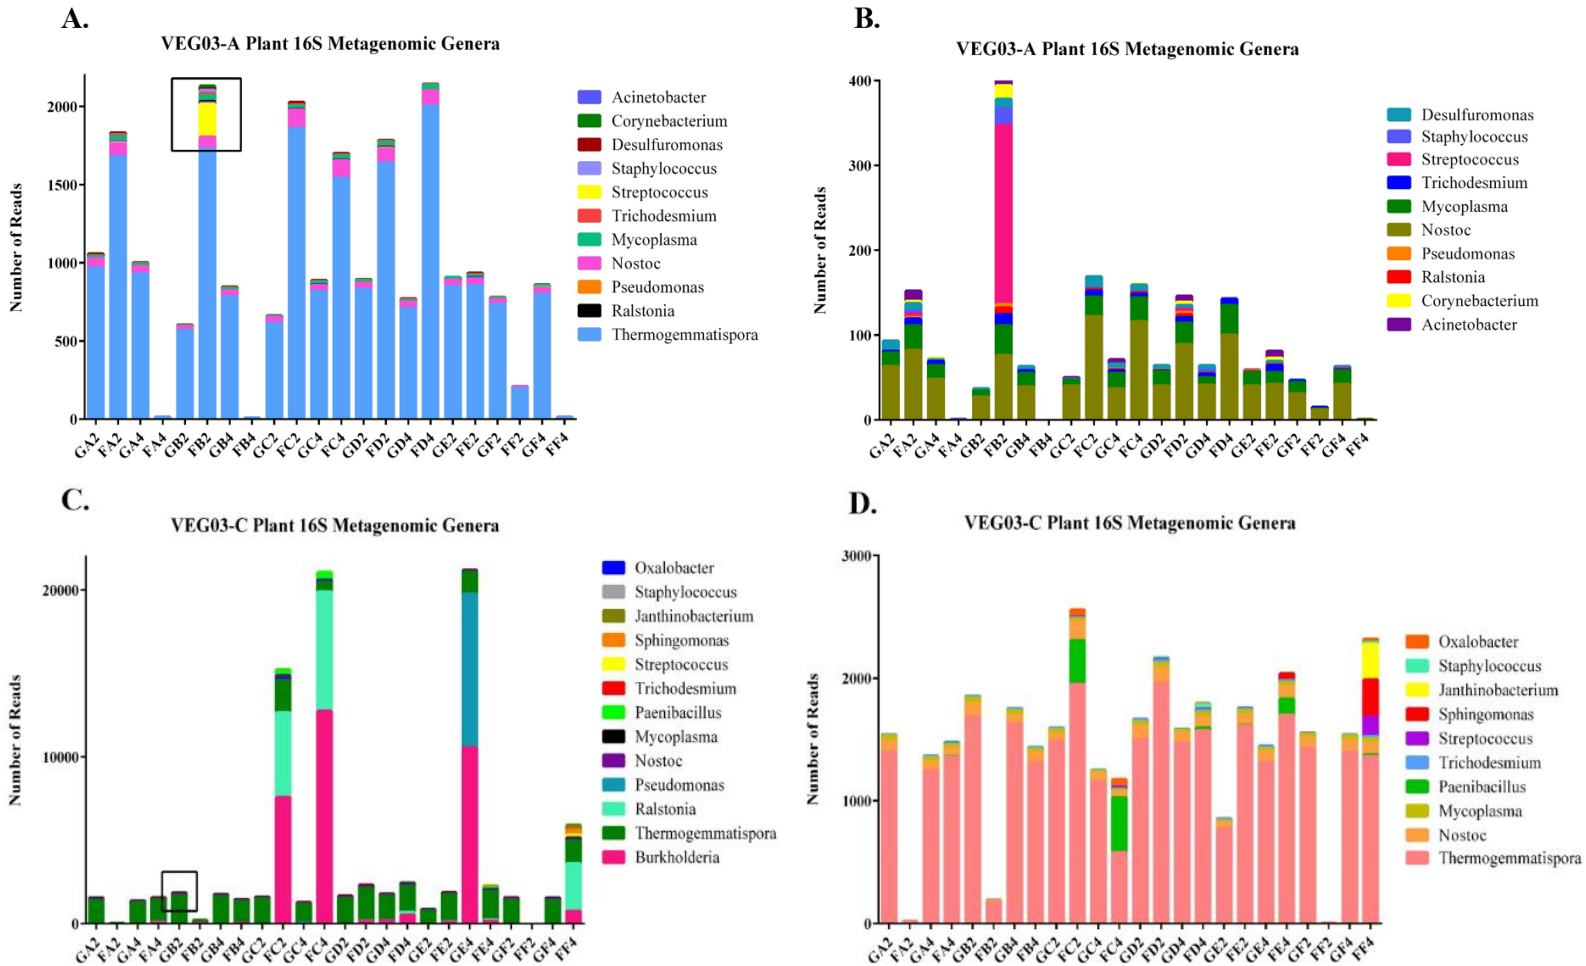 A.
VEG03-A Plant 16S Metagenomic Genera
Number of Reads
2000
1500
1000
500
0
GA2 FA2 GA4 FA4 GB2 FB2 GB4 FB4 GC2 FC2 GC4 FC4 GD2 FD2 GD4 FD4 GE2 FE2 GF2 FF2 GF4 FF4
Acinetobacter
Corynebacterium
Desulfuromonas
Staphylococcus
Streptococcus
Trichodesmium
Mycoplasma
Nostoc
Pseudomonas
Ralstonia
Thermogemmatispora
B.
VEG03-A Plant 16S Metagenomic Genera
Number of Reads
400
300
200
100
0
GA2 FA2 GA4 FA4 GB2 FB2 GB4 FB4 GC2 FC2 GC4 FC4 GD2 FD2 GD4 FD4 GE2 FE2 GF2 FF2 GF4 FF4
Desulfuromonas
Staphylococcus
Streptococcus
Trichodesmium
Mycoplasma
Nostoc
Pseudomonas
Ralstonia
Corynebacterium
Acinetobacter
C.
VEG03-C Plant 16S Metagenomic Genera
Number of Reads
20000
10000
0
GA2 FA2 GA4 FA4 GB2 FB2 GB4 FB4 GC2 FC2 GC4 FC4 GD2 FD2 GD4 FD4 GE2 FE2 GE4 FE4 GF2 FF2 GF4 FF4
Oxalobacter
Staphylococcus
Janthinobacterium
Sphingomonas
Streptococcus
Trichodesmium
Paenibacillus
Mycoplasma
Nostoc
Pseudomonas
Ralstonia
Thermogemmatispora
Burkholderia
D.
VEG03-C Plant 16S Metagenomic Genera
Number of Reads
3000
2000
1000
0
GA2 FA2 GA4 FA4 GB2 FB2 GB4 FB4 GC2 FC2 GC4 FC4 GD2 FD2 GD4 FD4 GE2 FE2 GE4 FE4 GF2 FF2 GF4 FF4
Oxalobacter
Staphylococcus
Janthinobacterium
Sphingomonas
Streptococcus
Trichodesmium
Paenibacillus
Mycoplasma
Nostoc
Thermogemmatispora